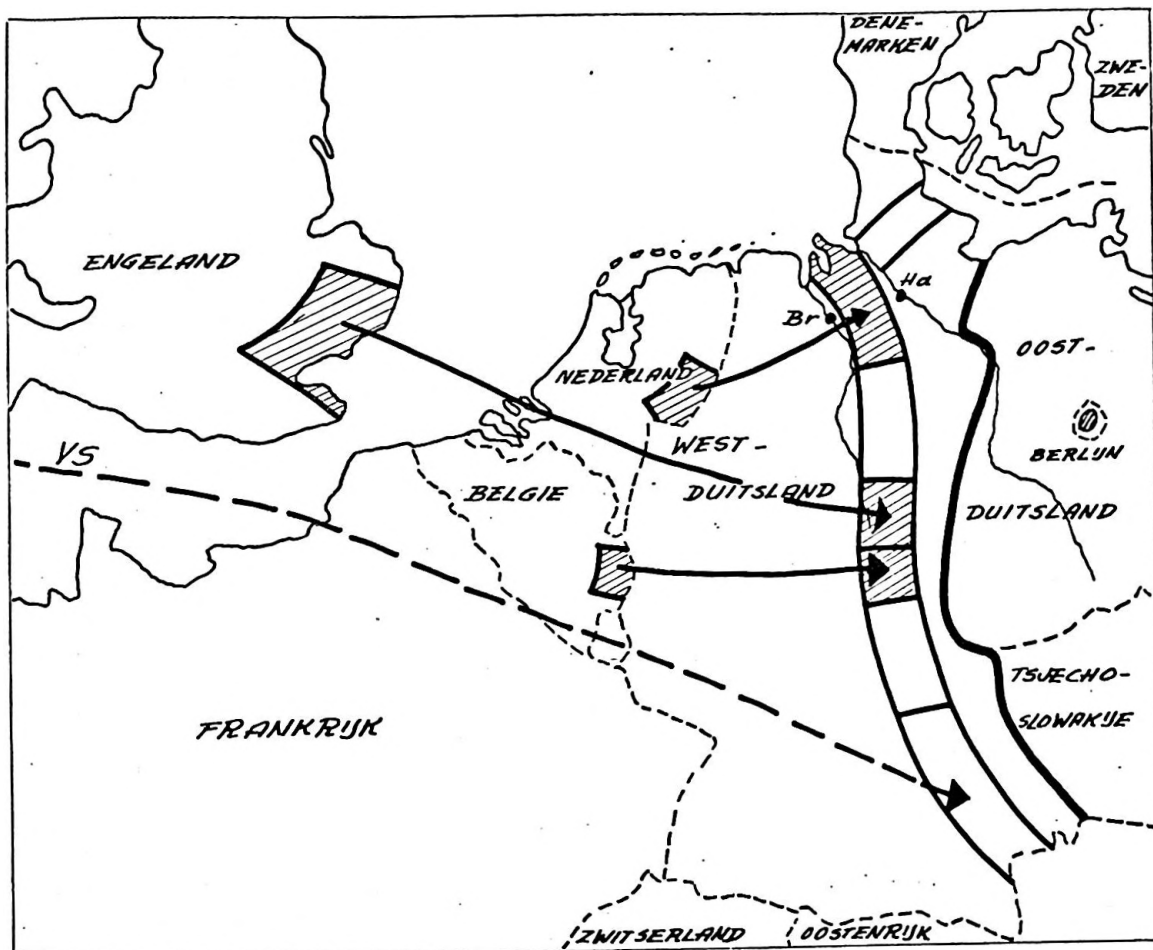 DENE-
MARKEN
ZWE-
DEN
ENGELAND
Ha
Br
OOST-
NEDERLAND
WEST-
BERLIJN
VS
BELGIE
DUITSLAND
DUITSLAND
TSJECHO-
SLOWAKIJE
FRANKRIJK
ZWITSERLAND
OOSTENRIJK